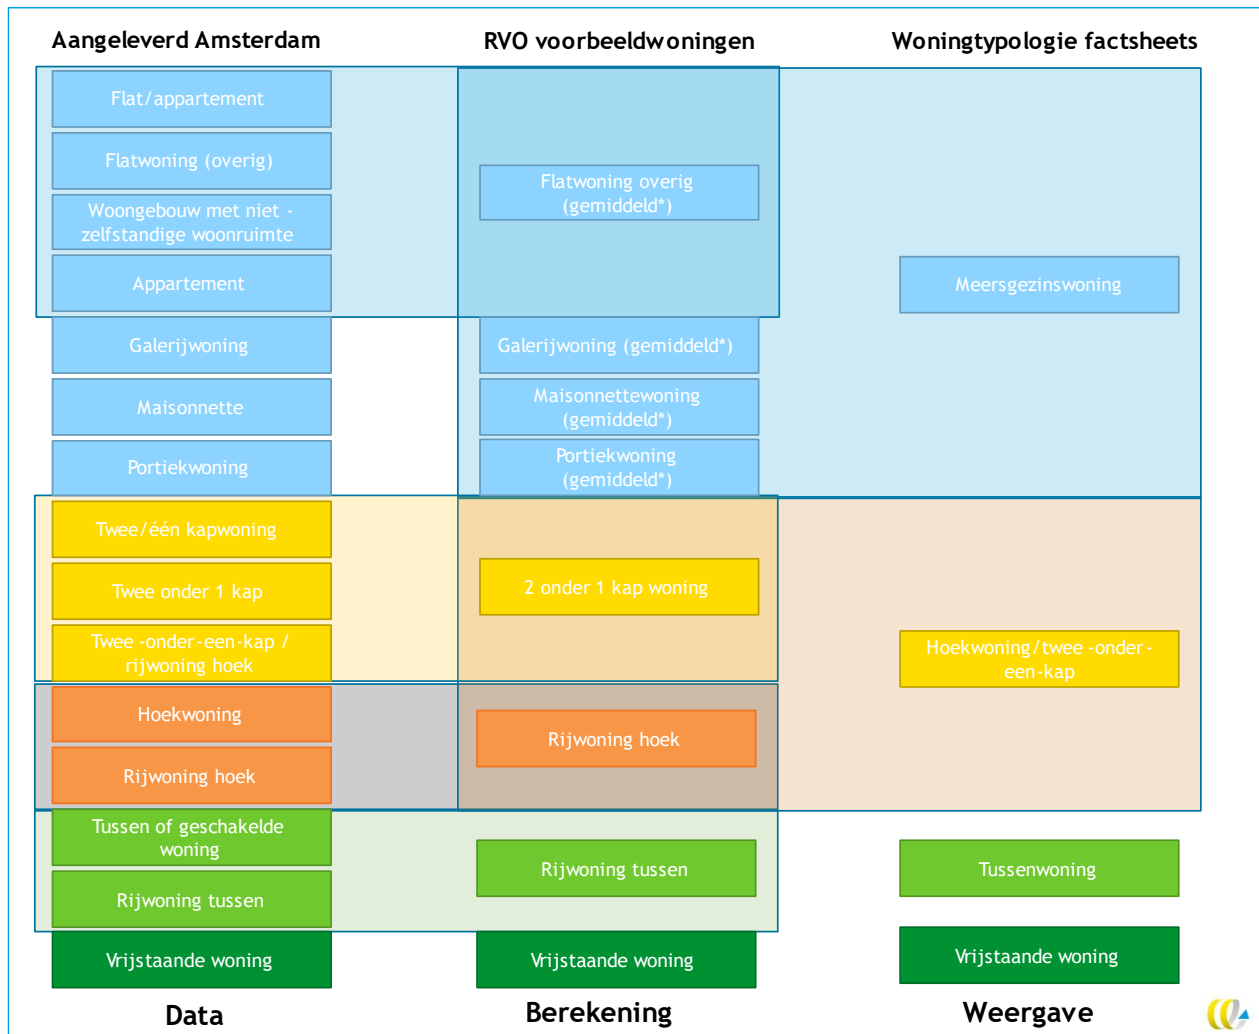 Aangeleverd Amsterdam
RVO voorbeeldwoningen
Woningtypologie factsheets
Flat/appartement
Flatwoning (overig)
Woongebouw met niet -
zelfstandige woonruimte
Appartement
Galerijwoning
Maisonnette
Portiekwoning
Twee/één kapwoning
Twee onder 1 kap
Twee -onder-een-kap /
rijwoning hoek
Hoekwoning
Rijwoning hoek
Tussen of geschakelde
woning
Rijwoning tussen
Vrijstaande woning
Data
Flatwoning overig
(gemiddeld*)
Galerijwoning (gemiddeld*)
Maisonnettewoning
(gemiddeld*)
Portiekwoning
(gemiddeld*)
2 onder 1 kap woning
Rijwoning hoek
Rijwoning tussen
Vrijstaande woning
Berekening
Meersgezinswoning
Hoekwoning/twee -onder-
een-kap
Tussenwoning
Vrijstaande woning
Weergave